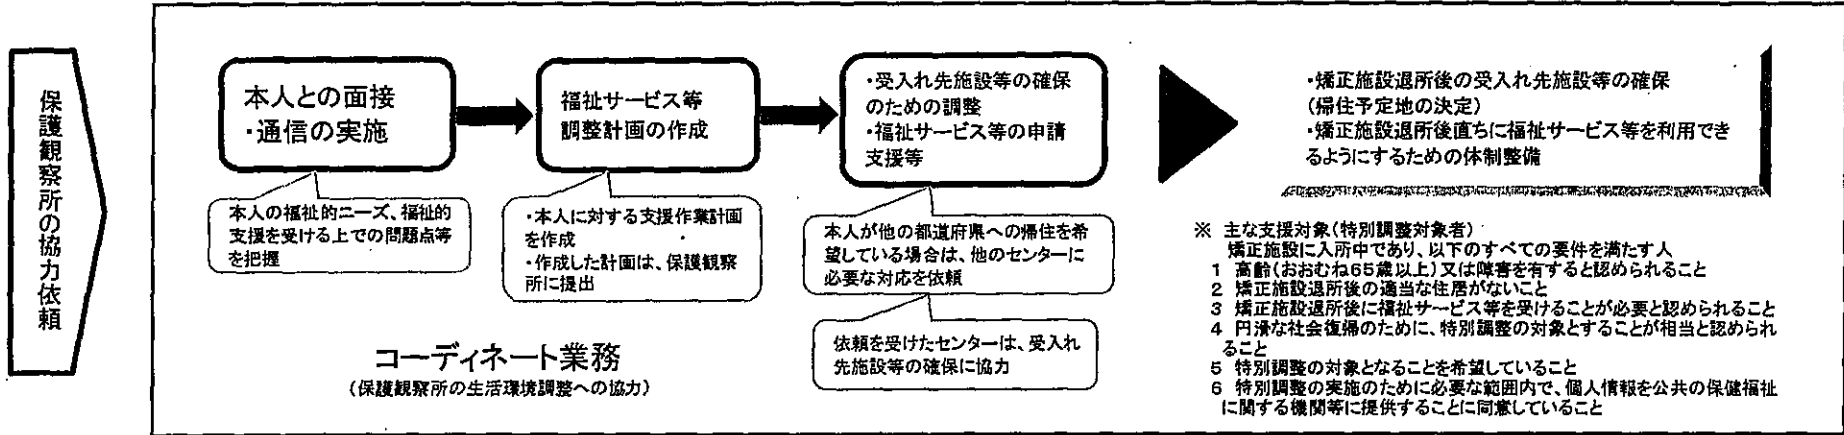 保護観察所の協力依頼
本人との面接
・通信の実施
福祉サービス等
調整計画の作成
・受入れ先施設等の確保
のための調整
・福祉サービス等の申請
支援等
・矯正施設退所後の受入れ先施設等の確保
(帰住予定地の決定)
・矯正施設退所後直ちに福祉サービス等を利用でき
るようにするための体制整備
本人の福祉的ニーズ、福祉的
支援を受ける上での問題点等
を把握
・本人に対する支援作業計画
を作成
・作成した計画は、保護観察
所に提出
本人が他の都道府県への帰住を希
望している場合は、他のセンターに
必要な対応を依頼
依頼を受けたセンターは、受入れ
先施設等の確保に協力
コーディネート業務
(保護観察所の生活環境調整への協力)
※ 主な支援対象(特別調整対象者)
矯正施設に入所中であり、以下のすべての要件を満たす人
1 高齢(おおむね65歳以上)又は障害を有すると認められること
2 矯正施設退所後の適当な住居がないこと
3 矯正施設退所後に福祉サービス等を受けることが必要と認められること
4 円滑な社会復帰のために、特別調整の対象とすることが相当と認められ
ること
5 特別調整の対象となることを希望していること
6 特別調整の実施のために必要な範囲内で、個人情報を公共の保健福祉
に関する機関等に提供することに同意していること